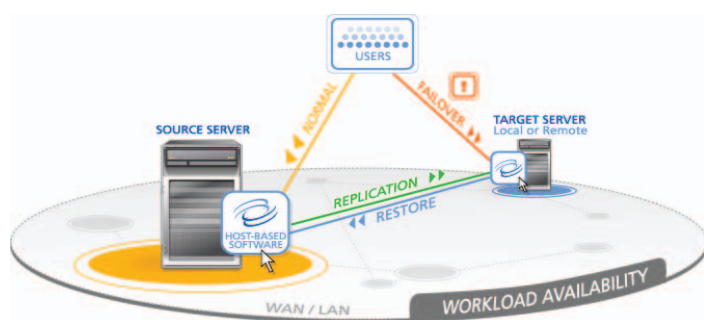 USERS
NORMAL
FAILOVER
!
SOURCE SERVER
TARGET SERVER
Local or Remote
REPLICATION
RESTORE
HOST-BASED
SOFTWARE
WAN / LAN
WORKLOAD AVAILABILITY